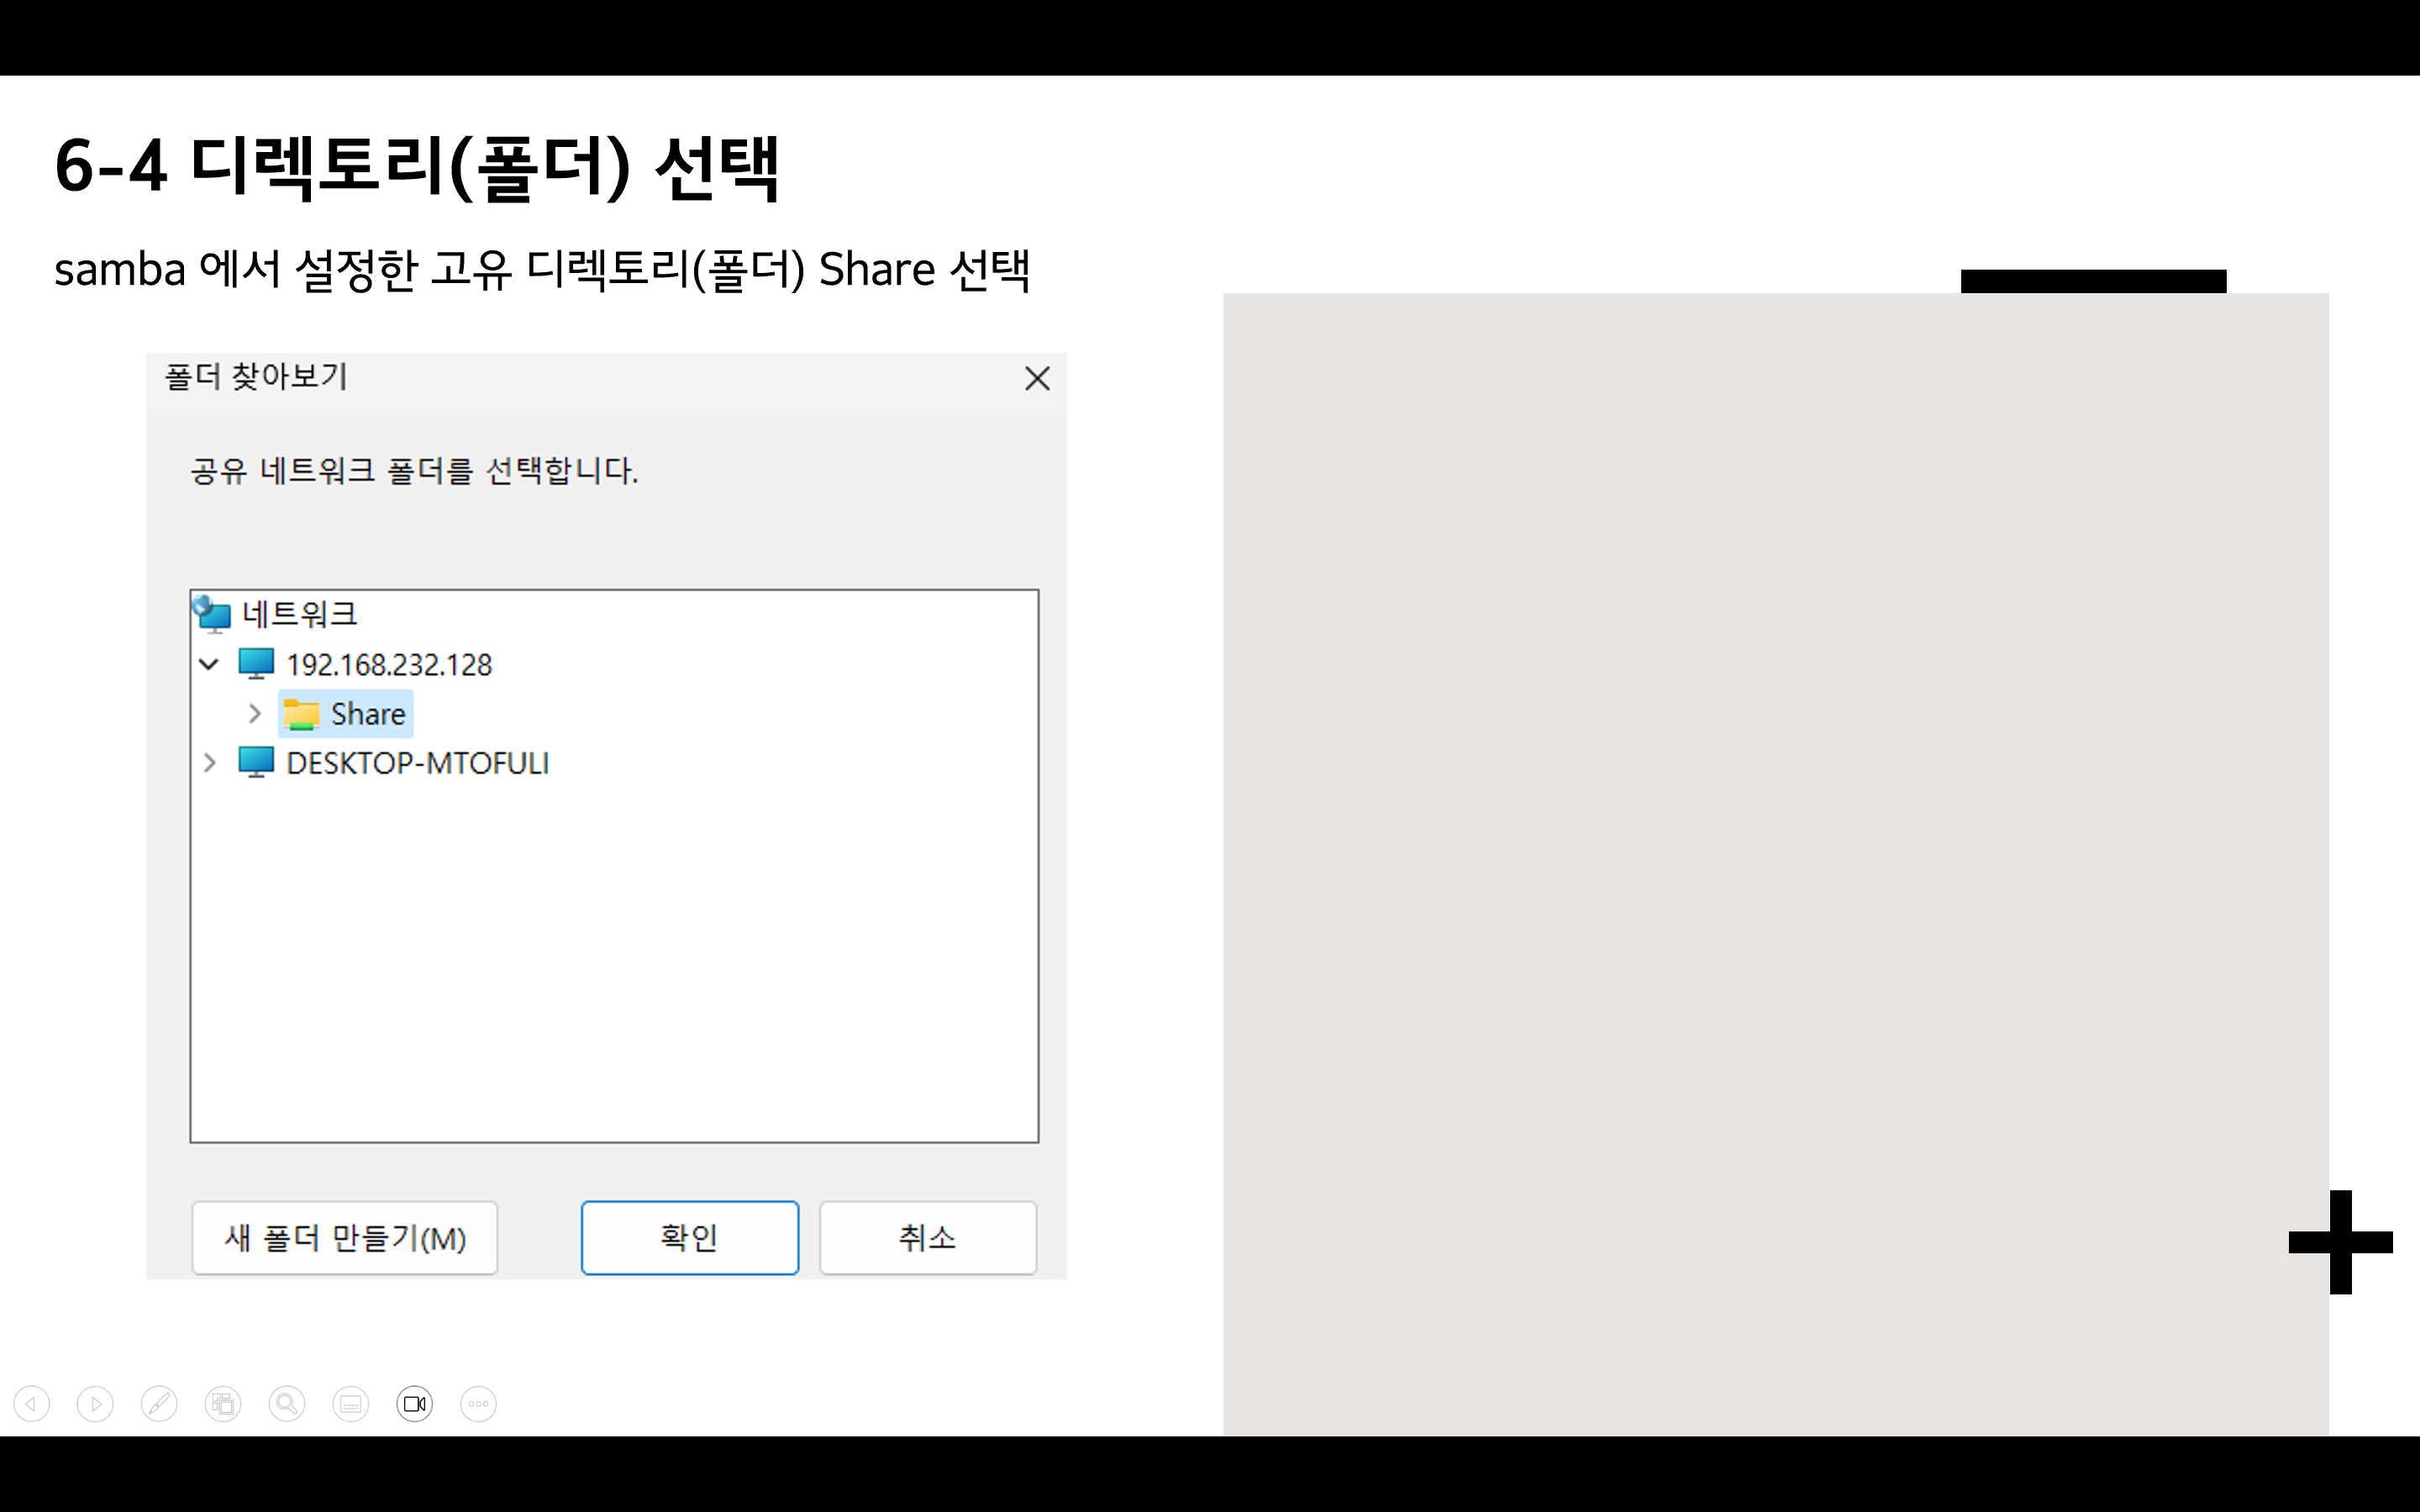 6-4 디렉토리(폴더) 선택
samba 에서 설정한 고유 디렉토리(폴더) Share 선택
폴더 찾아보기
공유 네트워크 폴더를 선택합니다.
네트워크
192.168.232.128
Share
DESKTOP-MTOFULI
새 폴더 만들기(M)
확인
취소